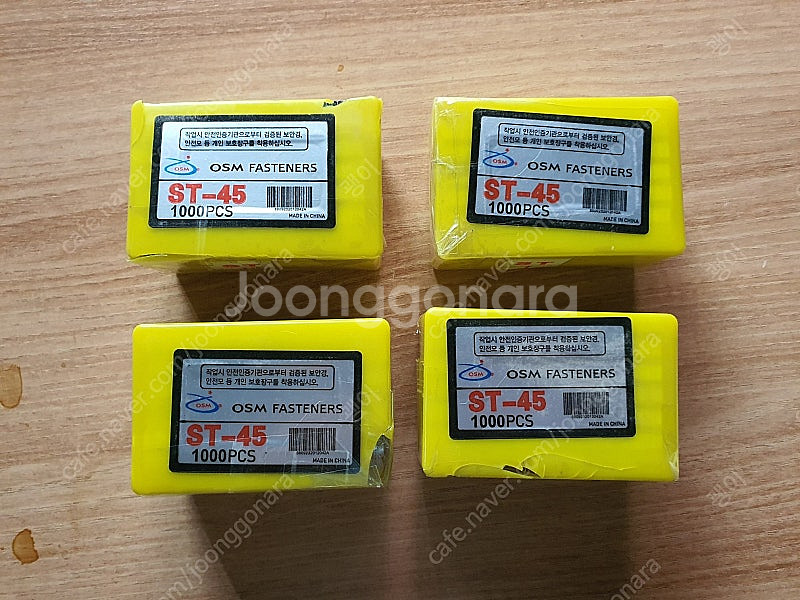 작업시 안전인증기관으로부터 검증된 보안경,
안전모 등 개인 보호장구를 착용하십시오.
OSM
OSM FASTENERS
ST-45
1000PCS
MADE IN CHINA
작업시 안전인증기관으로부터 검증된 보안경,
안전모 등 개인 보호장구를 착용하십시오.
OSM
OSM FASTENERS
ST-45
1000PCS
MADE IN CHINA
Joonggonara
작업시 안전인증기관으로부터 검증된 보안경,
안전모 등 개인 보호장구를 착용하십시오.
OSM
OSM FASTENERS
ST-45
1000PCS
MADE IN CHINA
작업시 안전인증기관으로부터 검증된 보안경,
안전모 등 개인 보호장구를 착용하십시오.
OSM
OSM FASTENERS
ST-45
1000PCS
MADE IN CHINA
cafe.naver.com/joonggonara